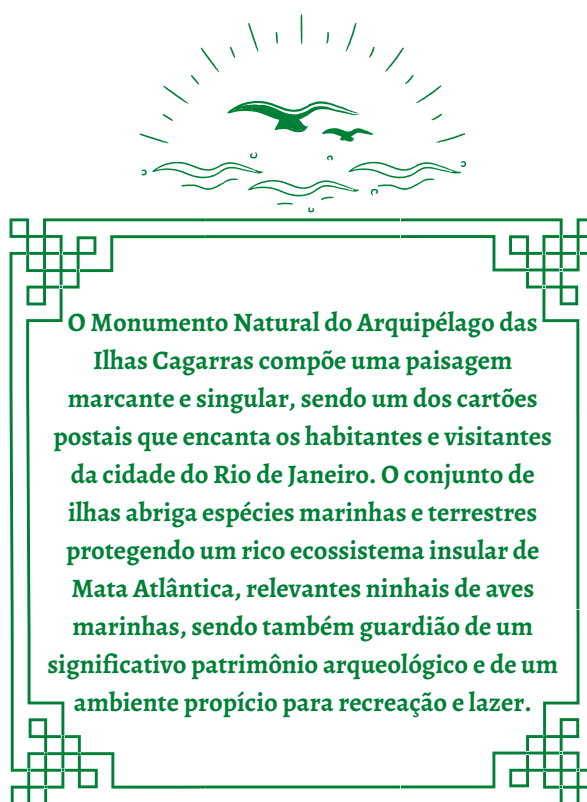 O Monumento Natural do Arquipélago das
Ilhas Cagarras compõe uma paisagem
marcante e singular, sendo um dos cartões
postais que encanta os habitantes e visitantes
da cidade do Rio de Janeiro. O conjunto de
ilhas abriga espécies marinhas e terrestres
protegendo um rico ecossistema insular de
Mata Atlântica, relevantes ninhais de aves
marinhas, sendo também guardião de um
significativo patrimônio arqueológico e de um
ambiente propício para recreação e lazer.